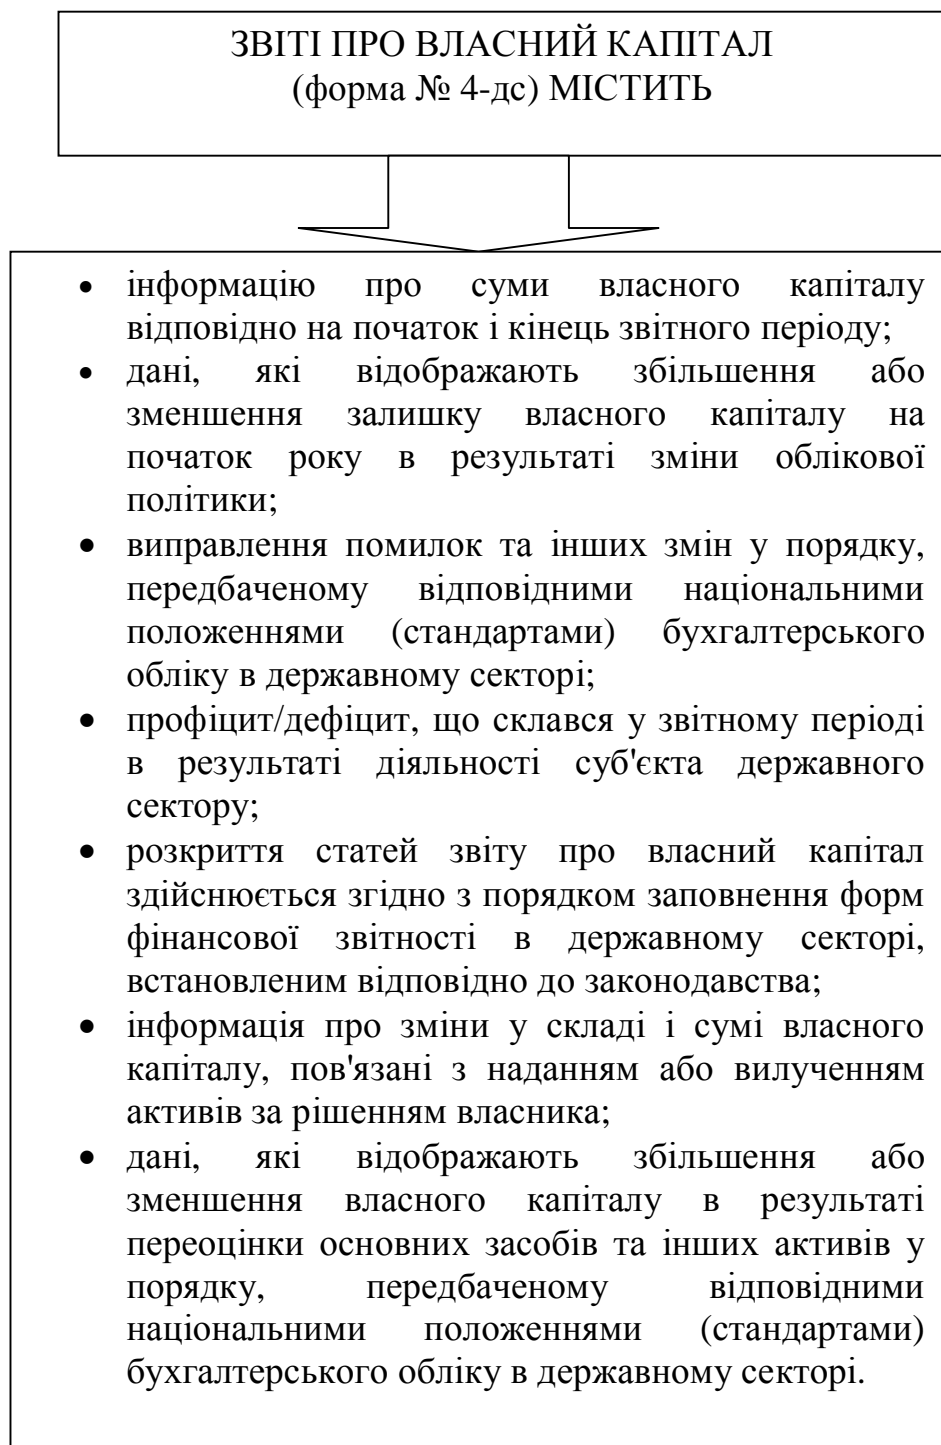 ЗВІТІ ПРО ВЛАСНИЙ КАПІТАЛ
(форма № 4-дс) МІСТИТЬ
• інформацію про суми власного капіталу
відповідно на початок і кінець звітного періоду;
• дані, які відображають збільшення або
зменшення залишку власного капіталу на
початок року в результаті зміни облікової
політики;
• виправлення помилок та інших змін у порядку,
передбаченому відповідними національними
положеннями (стандартами) бухгалтерського
обліку в державному секторі;
• профіцит/дефіцит, що склався у звітному періоді
в результаті діяльності суб'єкта державного
сектору;
• розкриття статей звіту про власний капітал
здійснюється згідно з порядком заповнення форм
фінансової звітності в державному секторі,
встановленим відповідно до законодавства;
• інформація про зміни у складі і сумі власного
капіталу, пов'язані з наданням або вилученням
активів за рішенням власника;
• дані, які відображають збільшення або
зменшення власного капіталу в результаті
переоцінки основних засобів та інших активів у
порядку, передбаченому відповідними
національними положеннями (стандартами)
бухгалтерського обліку в державному секторі.